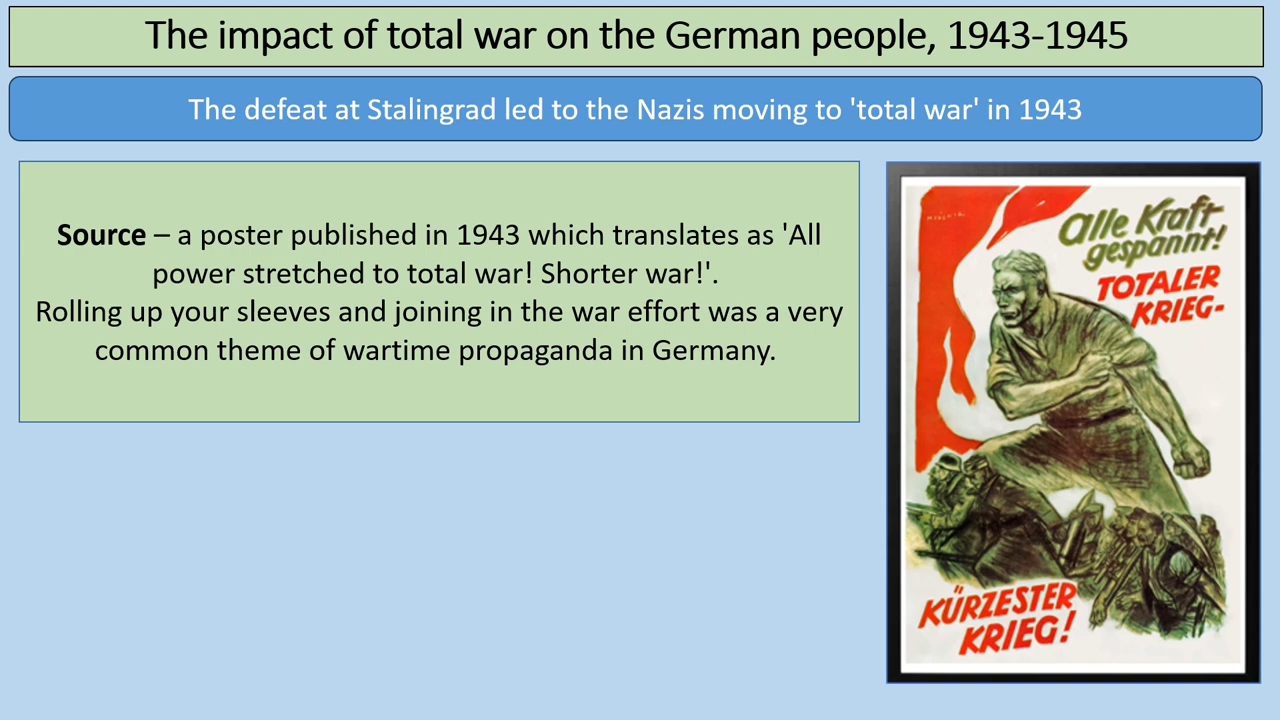 The impact of total war on the German people, 1943-1945
The defeat at Stalingrad led to the Nazis moving to 'total war' in 1943
Source – a poster published in 1943 which translates as 'All
power stretched to total war! Shorter war!'.
Rolling up your sleeves and joining in the war effort was a very
common theme of wartime propaganda in Germany.
Alle Kraft
gespannt!
TOTALER
KRIEG-
KÜRZESTER
KRIEG!